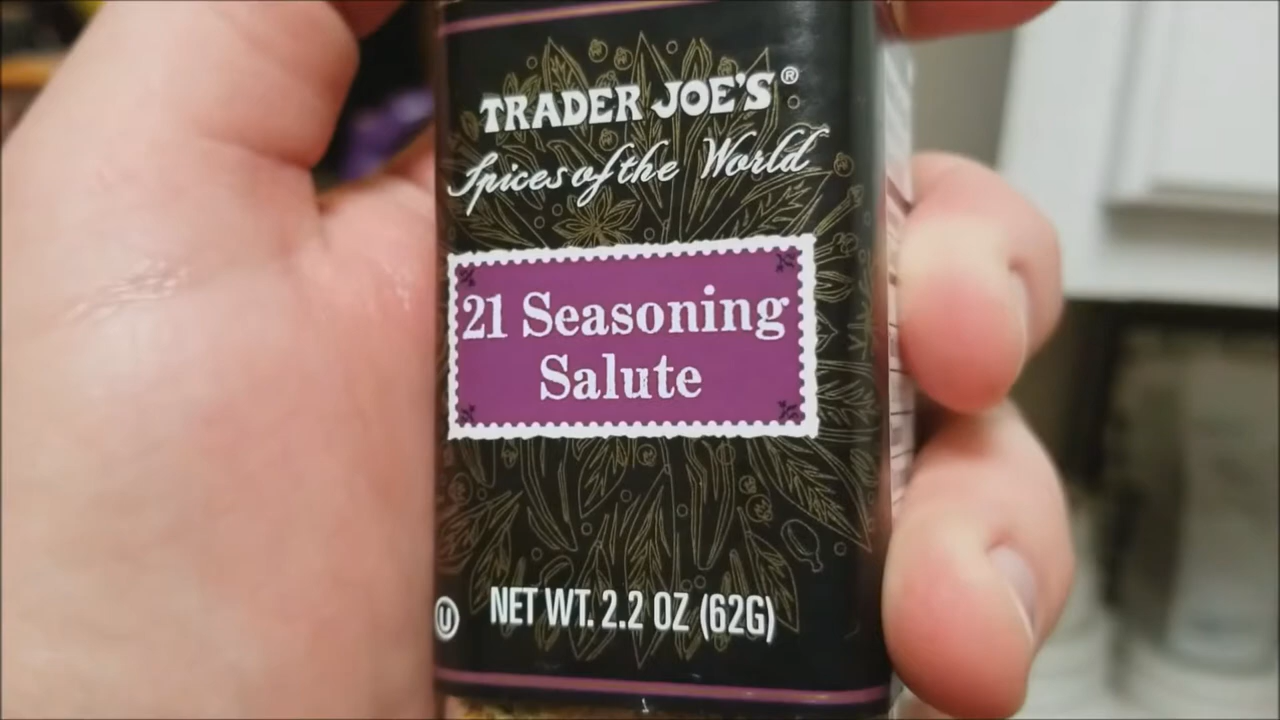 TRADER JOE'S®
Spices of the World
21 Seasoning
Salute
Ⓤ NET WT. 2.2 OZ (62G)